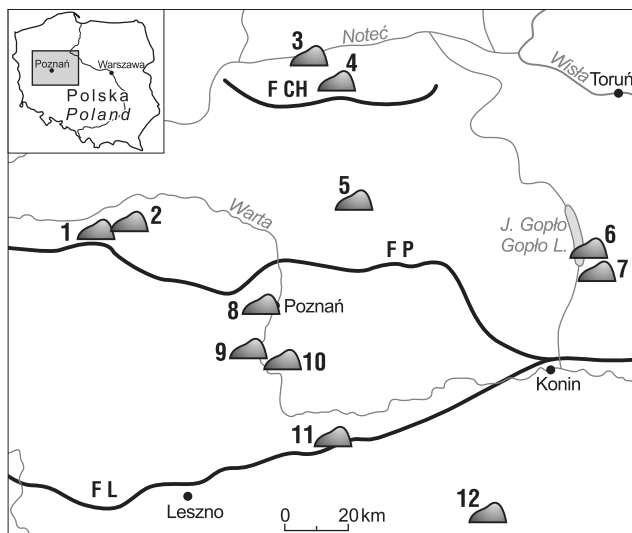 Poznań
Warszawa
Polska
Poland
3
Noteć
4
F CH
Wisła
Toruń
5
Warta
1
2
J. Gopło
Gopło L.
6
7
F P
8
Poznań
9
10
Konin
11
F L
Leszno
12
0 20 km